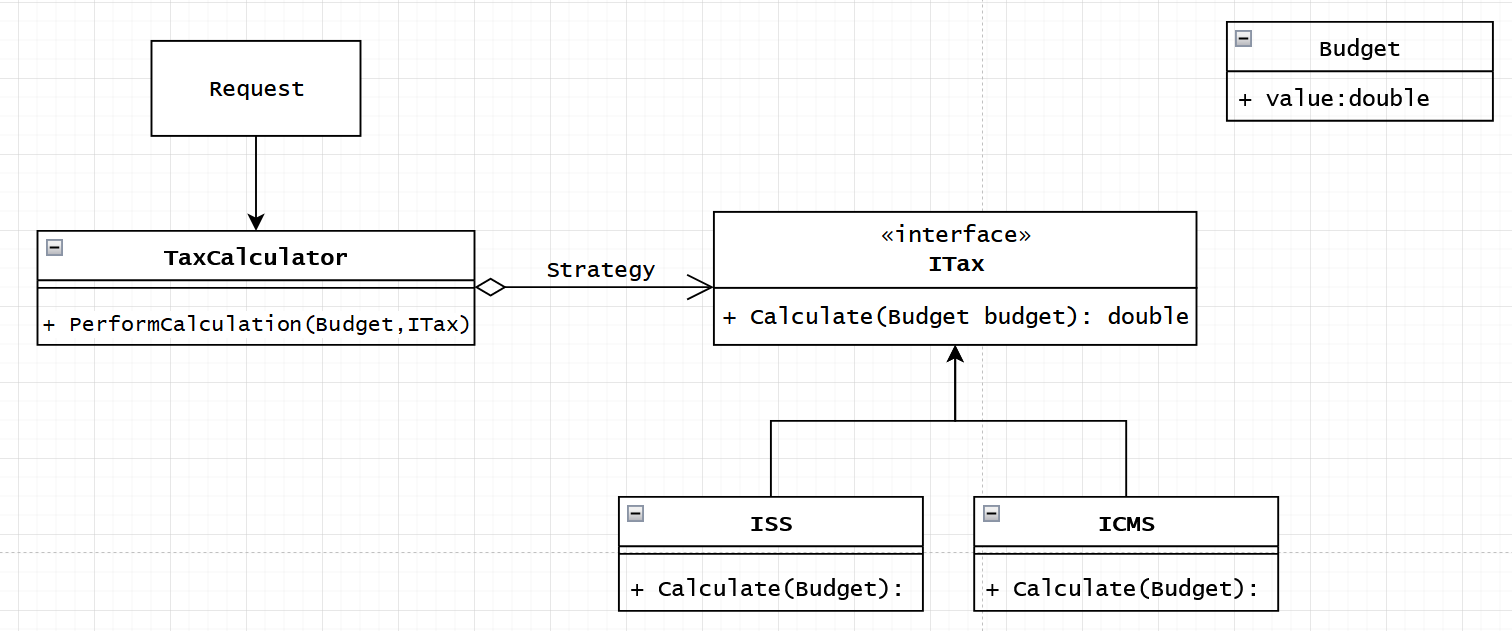 Request
Budget
+ value:double
TaxCalculator
+ PerformCalculation(Budget,ITax)
Strategy
«interface»
ITax
+ Calculate(Budget budget): double
ISS
+ Calculate(Budget):
ICMS
+ Calculate(Budget):